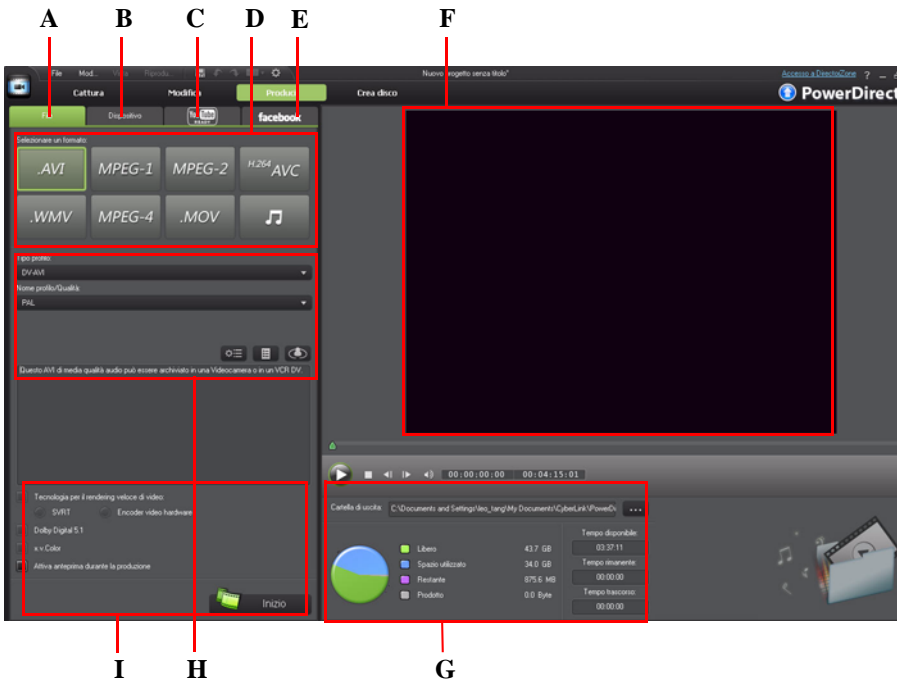 A B C D E F
File Mod... Vista Riprodu... Nuovo progetto senza titolo* Accesso a DirectorZone ? _
Cattura Modifica Produci Crea disco PowerDirect
File Dispositivo YouTube READY facebook
Selezionare un formato:
.AVI MPEG-1 MPEG-2 H.264 AVC
.WMV MPEG-4 .MOV
Tipo profilo:
DV-AVI
Nome profilo/Qualità:
PAL
Questo AVI di media qualità audio può essere archiviato in una Videocamera o in un VCR DV.
00:00:00:00 00:04:15:01
Tecnologia per il rendering veloce di video:
SVRT Encoder video hardware
Dolby Digital 5.1
x.v.Color
Attiva anteprima durante la produzione
Inizio
Cartella di uscita: C:\Documents and Settings\leo_tang\My Documents\CyberLink\PowerDi ...
Libero 43.7 GB
Spazio utilizzato 34.0 GB
Restante 875.6 MB
Prodotto 0.0 Byte
Tempo disponibile:
03:37:11
Tempo rimanente:
00:00:00
Tempo trascorso:
00:00:00
I H G